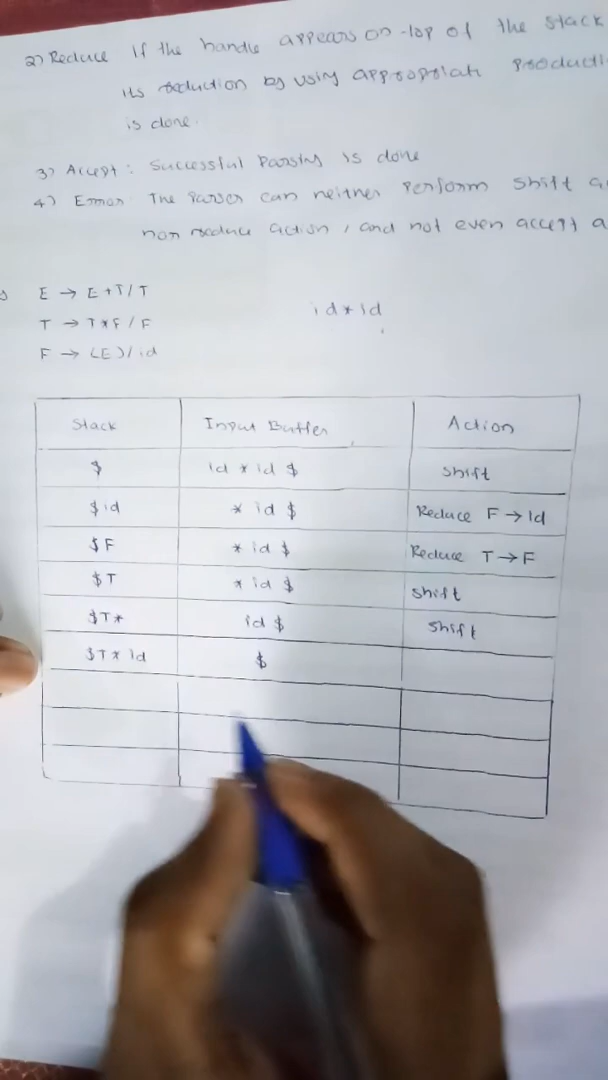 2) Reduce If the handle appears on top of the stack
its reduction by using appropriate producti
is done.
3) Accept: Successful Parsing is done
4) Error The Parser can neither perform shift a
nor reduce action, and not even accept a
E → E+T/T
T → T*F/F id*id
F → (E)/id
Stack Input Buffer Action
$ id * id $ Shift
$id * id $ Reduce F → Id
$F * id $ Reduce T → F
$T * id $ shift
$T* id $ Shift
$T* Id $